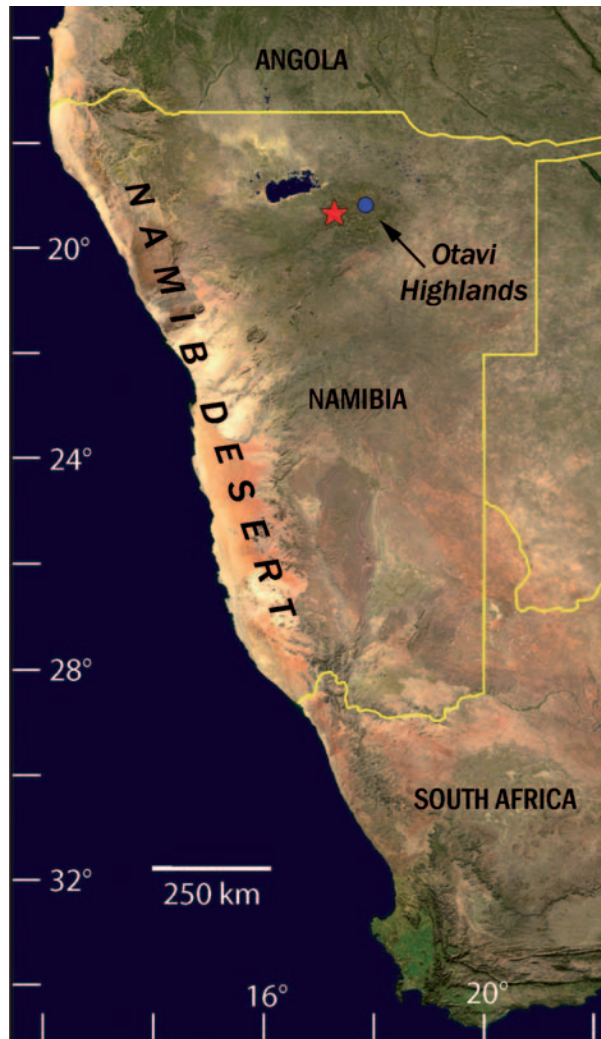 ANGOLA
20°
Otavi
Highlands
NAMIB DESERT
NAMIBIA
24°
28°
SOUTH AFRICA
32°
250 km
16°
20°